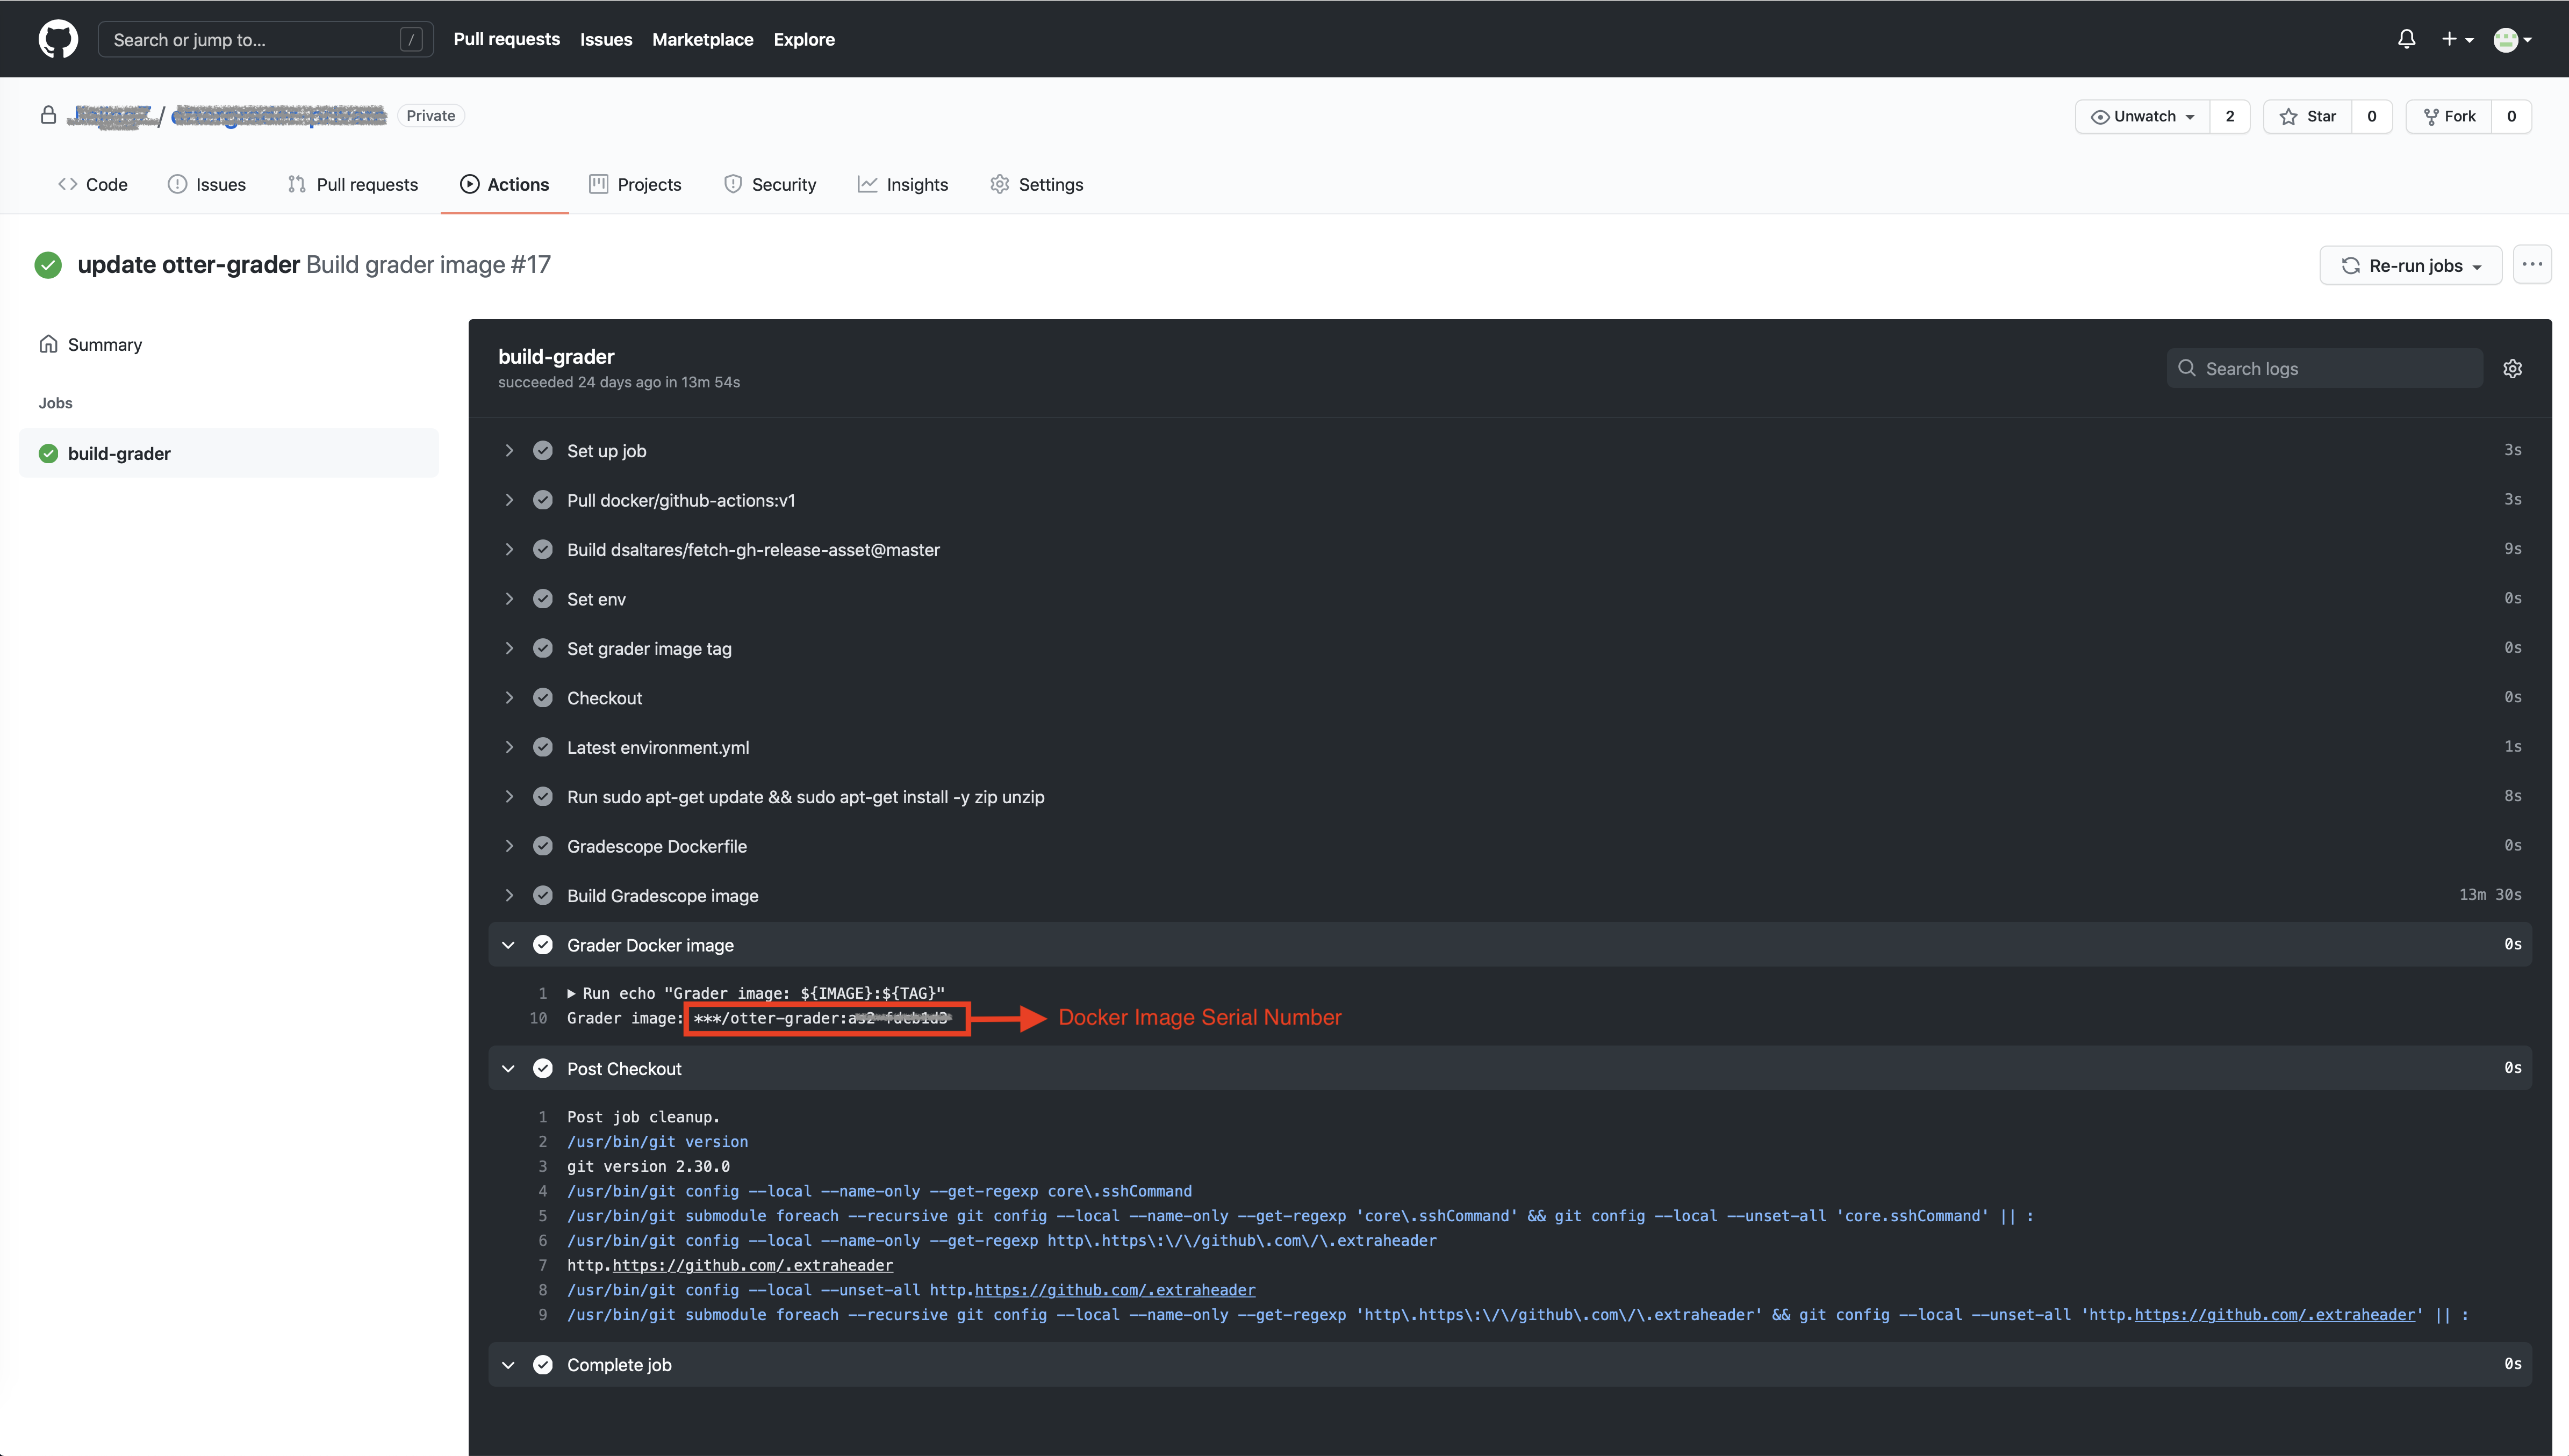 Search or jump to... /
Pull requests
Issues
Marketplace
Explore
/
Private
Unwatch 2
Star 0
Fork 0
Code
Issues
Pull requests
Actions
Projects
Security
Insights
Settings
update otter-grader Build grader image #17
Re-run jobs
Summary
Jobs
build-grader
build-grader
succeeded 24 days ago in 13m 54s
Search logs
Set up job 3s
Pull docker/github-actions:v1 3s
Build dsaltares/fetch-gh-release-asset@master 9s
Set env 0s
Set grader image tag 0s
Checkout 0s
Latest environment.yml 1s
Run sudo apt-get update && sudo apt-get install -y zip unzip 8s
Gradescope Dockerfile 0s
Build Gradescope image 13m 30s
Grader Docker image 0s
1 Run echo "Grader image: ${IMAGE}:${TAG}"
10 Grader image: ***/otter-grader:
Docker Image Serial Number
Post Checkout 0s
1 Post job cleanup.
2 /usr/bin/git version
3 git version 2.30.0
4 /usr/bin/git config --local --name-only --get-regexp core\.sshCommand
5 /usr/bin/git submodule foreach --recursive git config --local --name-only --get-regexp 'core\.sshCommand' && git config --local --unset-all 'core.sshCommand' || :
6 /usr/bin/git config --local --name-only --get-regexp http\.https\:\/\/github\.com\/\.extraheader
7 http.https://github.com/.extraheader
8 /usr/bin/git config --local --unset-all http.https://github.com/.extraheader
9 /usr/bin/git submodule foreach --recursive git config --local --name-only --get-regexp 'http\.https\:\/\/github\.com\/\.extraheader' && git config --local --unset-all 'http.https://github.com/.extraheader' || :
Complete job 0s